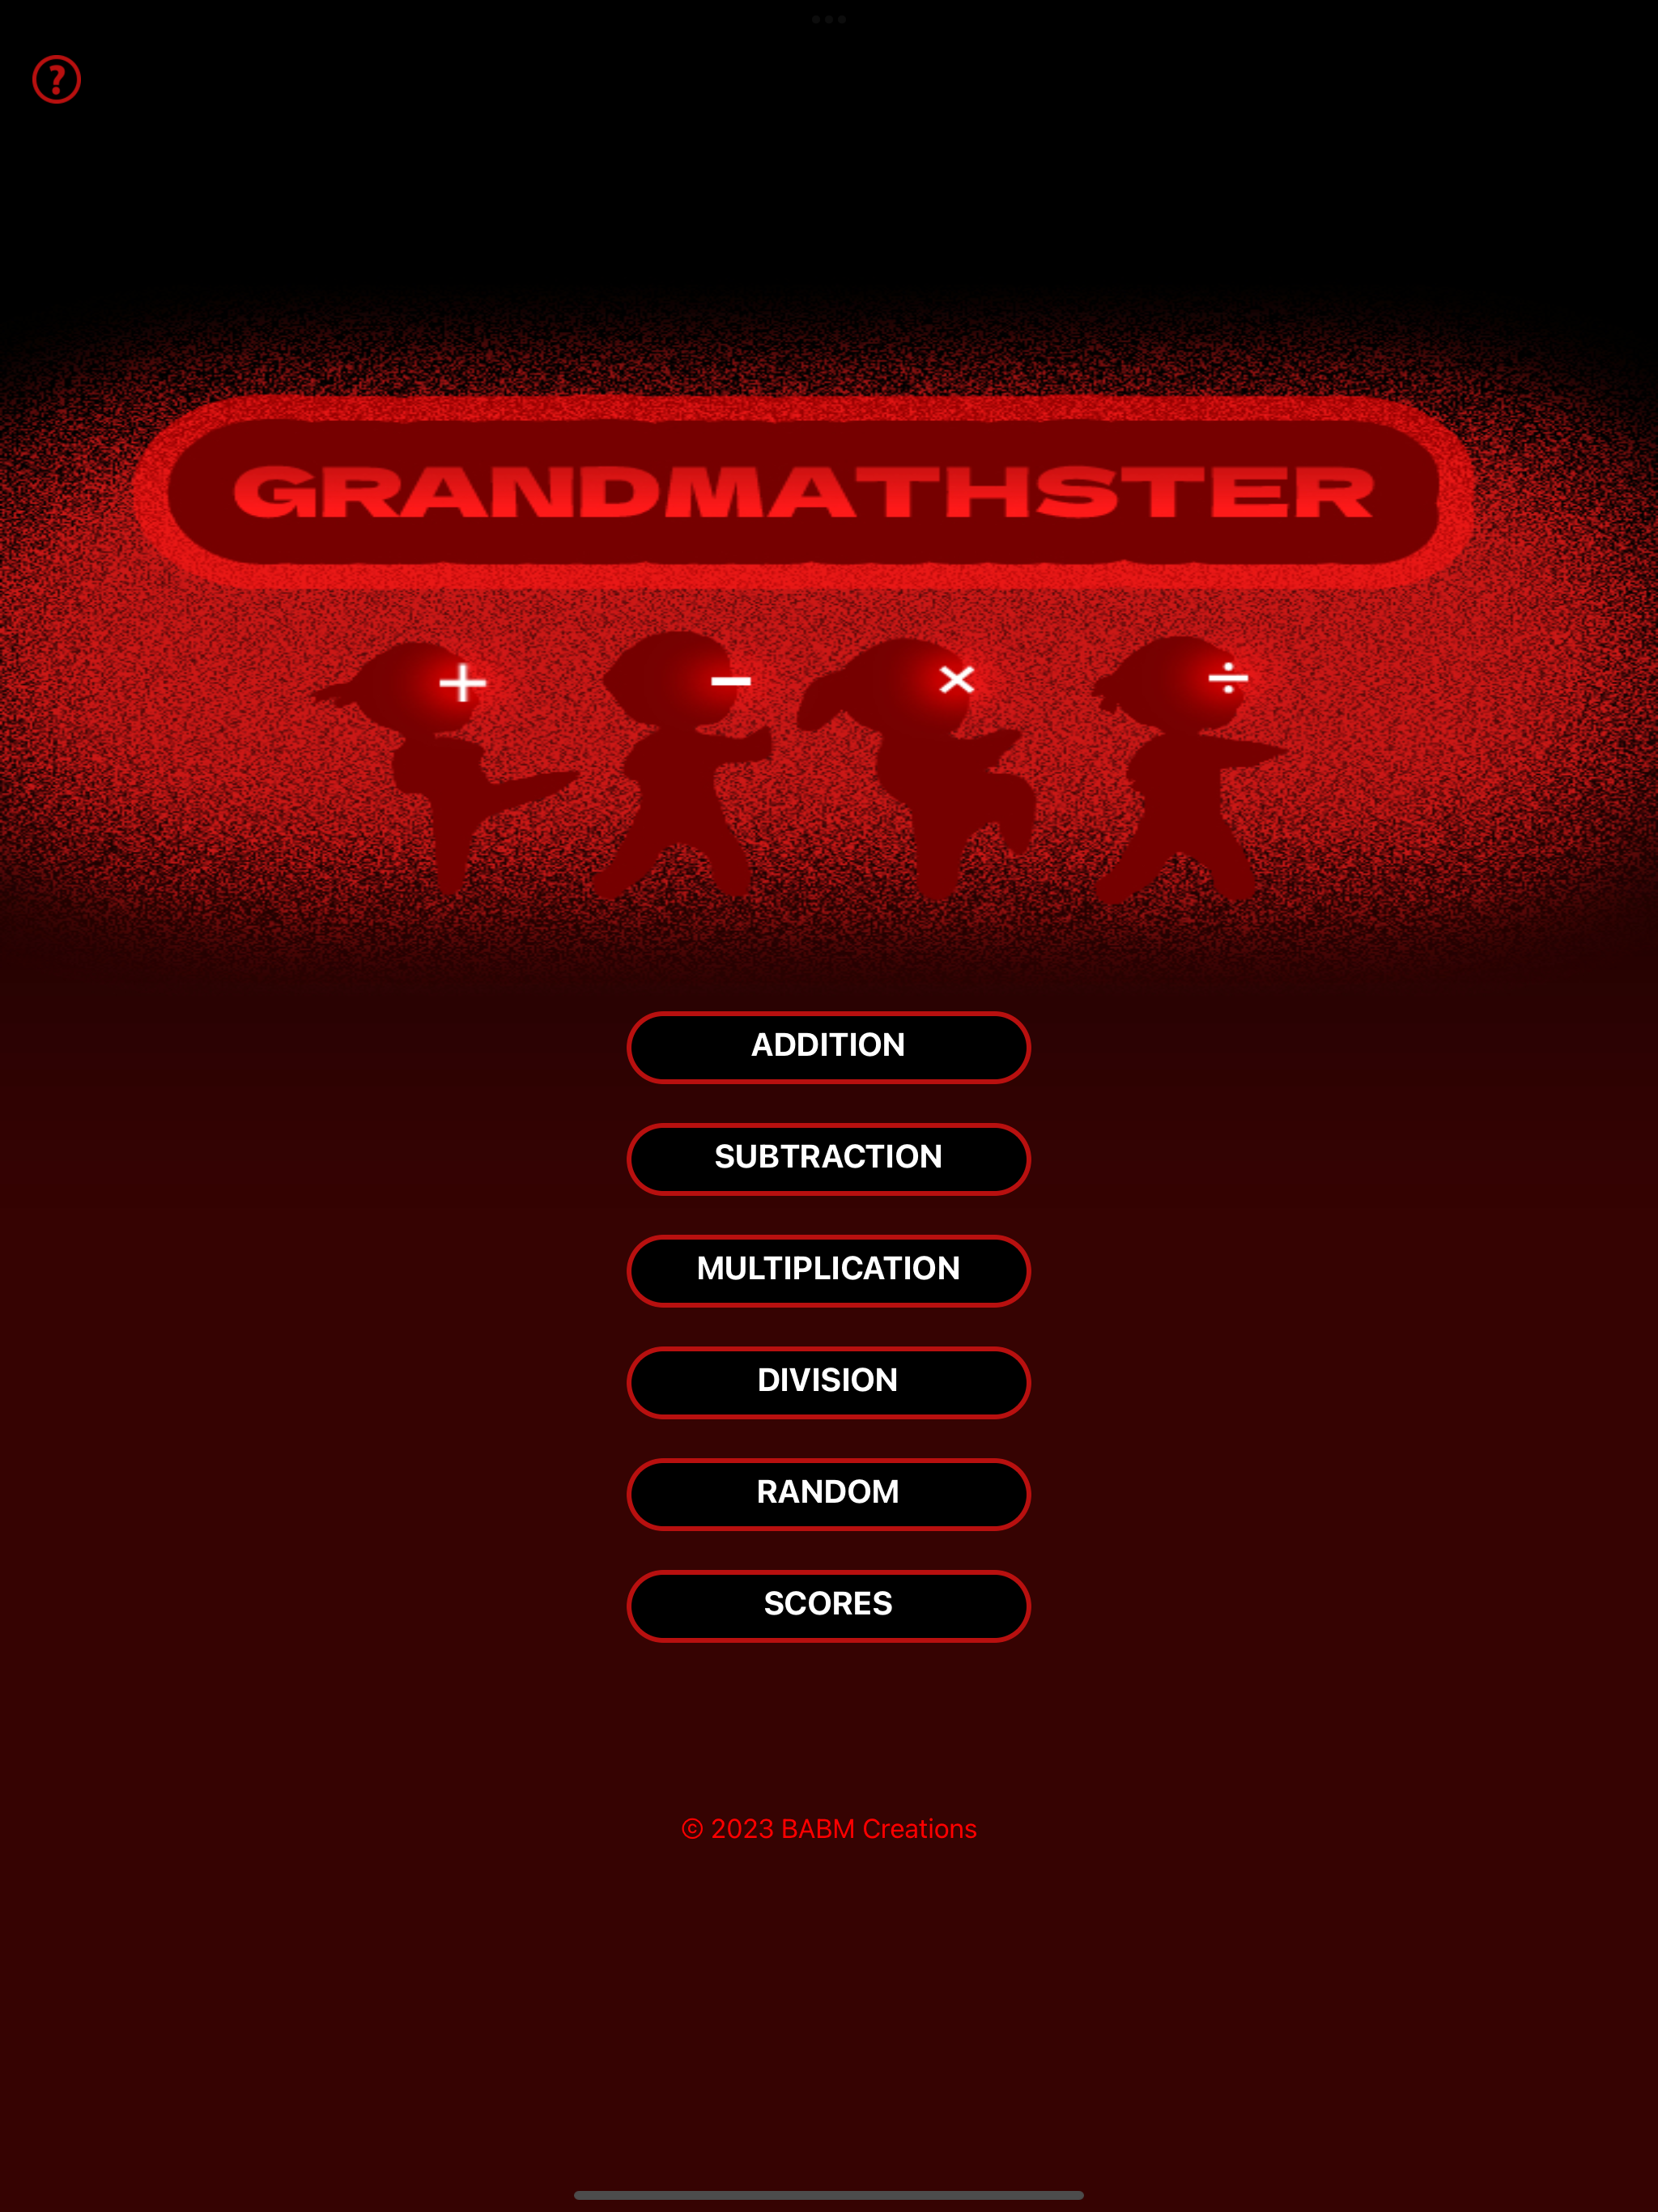 ?
GRANDMATHSTER
+ − × ÷
ADDITION
SUBTRACTION
MULTIPLICATION
DIVISION
RANDOM
SCORES
© 2023 BABM Creations